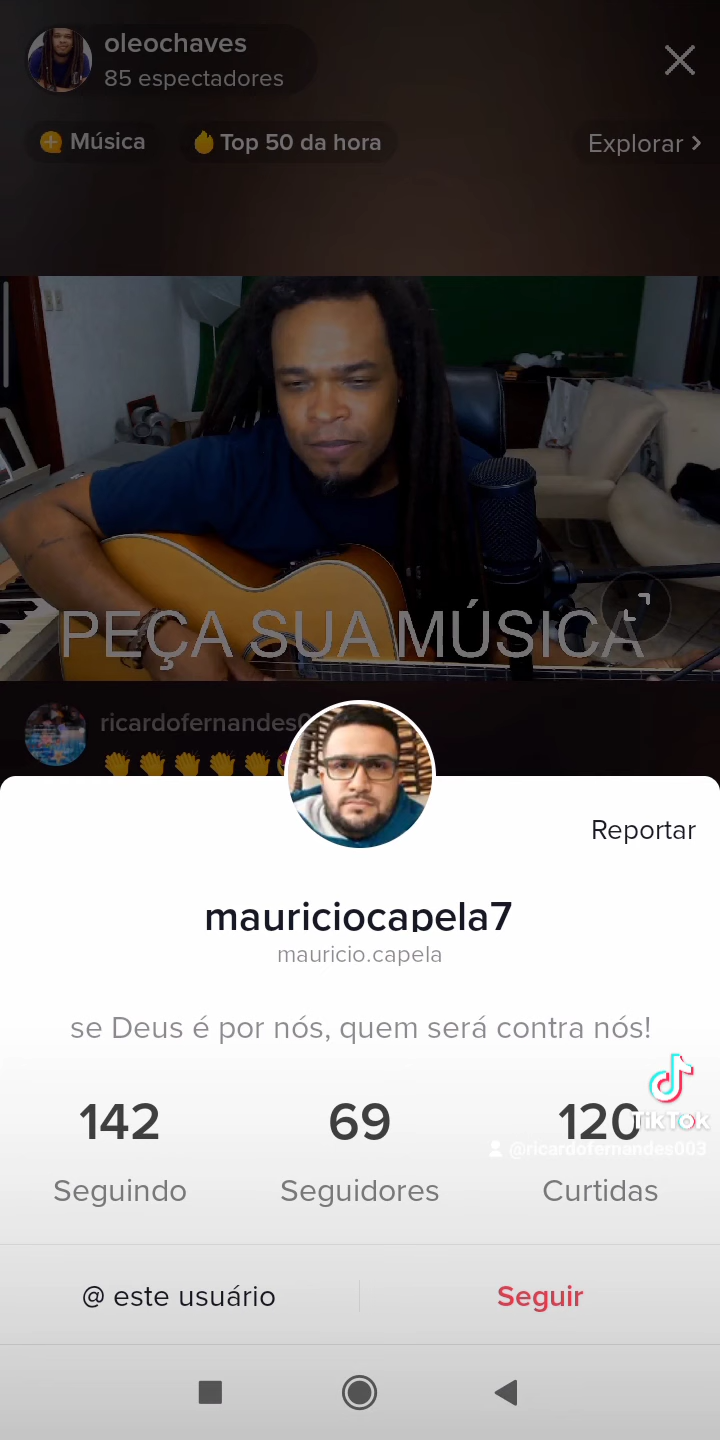 oleochaves
85 espectadores
Música
Top 50 da hora
Explorar >
PEÇA SUA MÚSICA
ricardofernandes0
Reportar
mauriciocapela7
mauricio.capela
se Deus é por nós, quem será contra nós!
142
69
120
TikTok
@ricardofernandes003
Seguindo
Seguidores
Curtidas
@ este usuário
Seguir